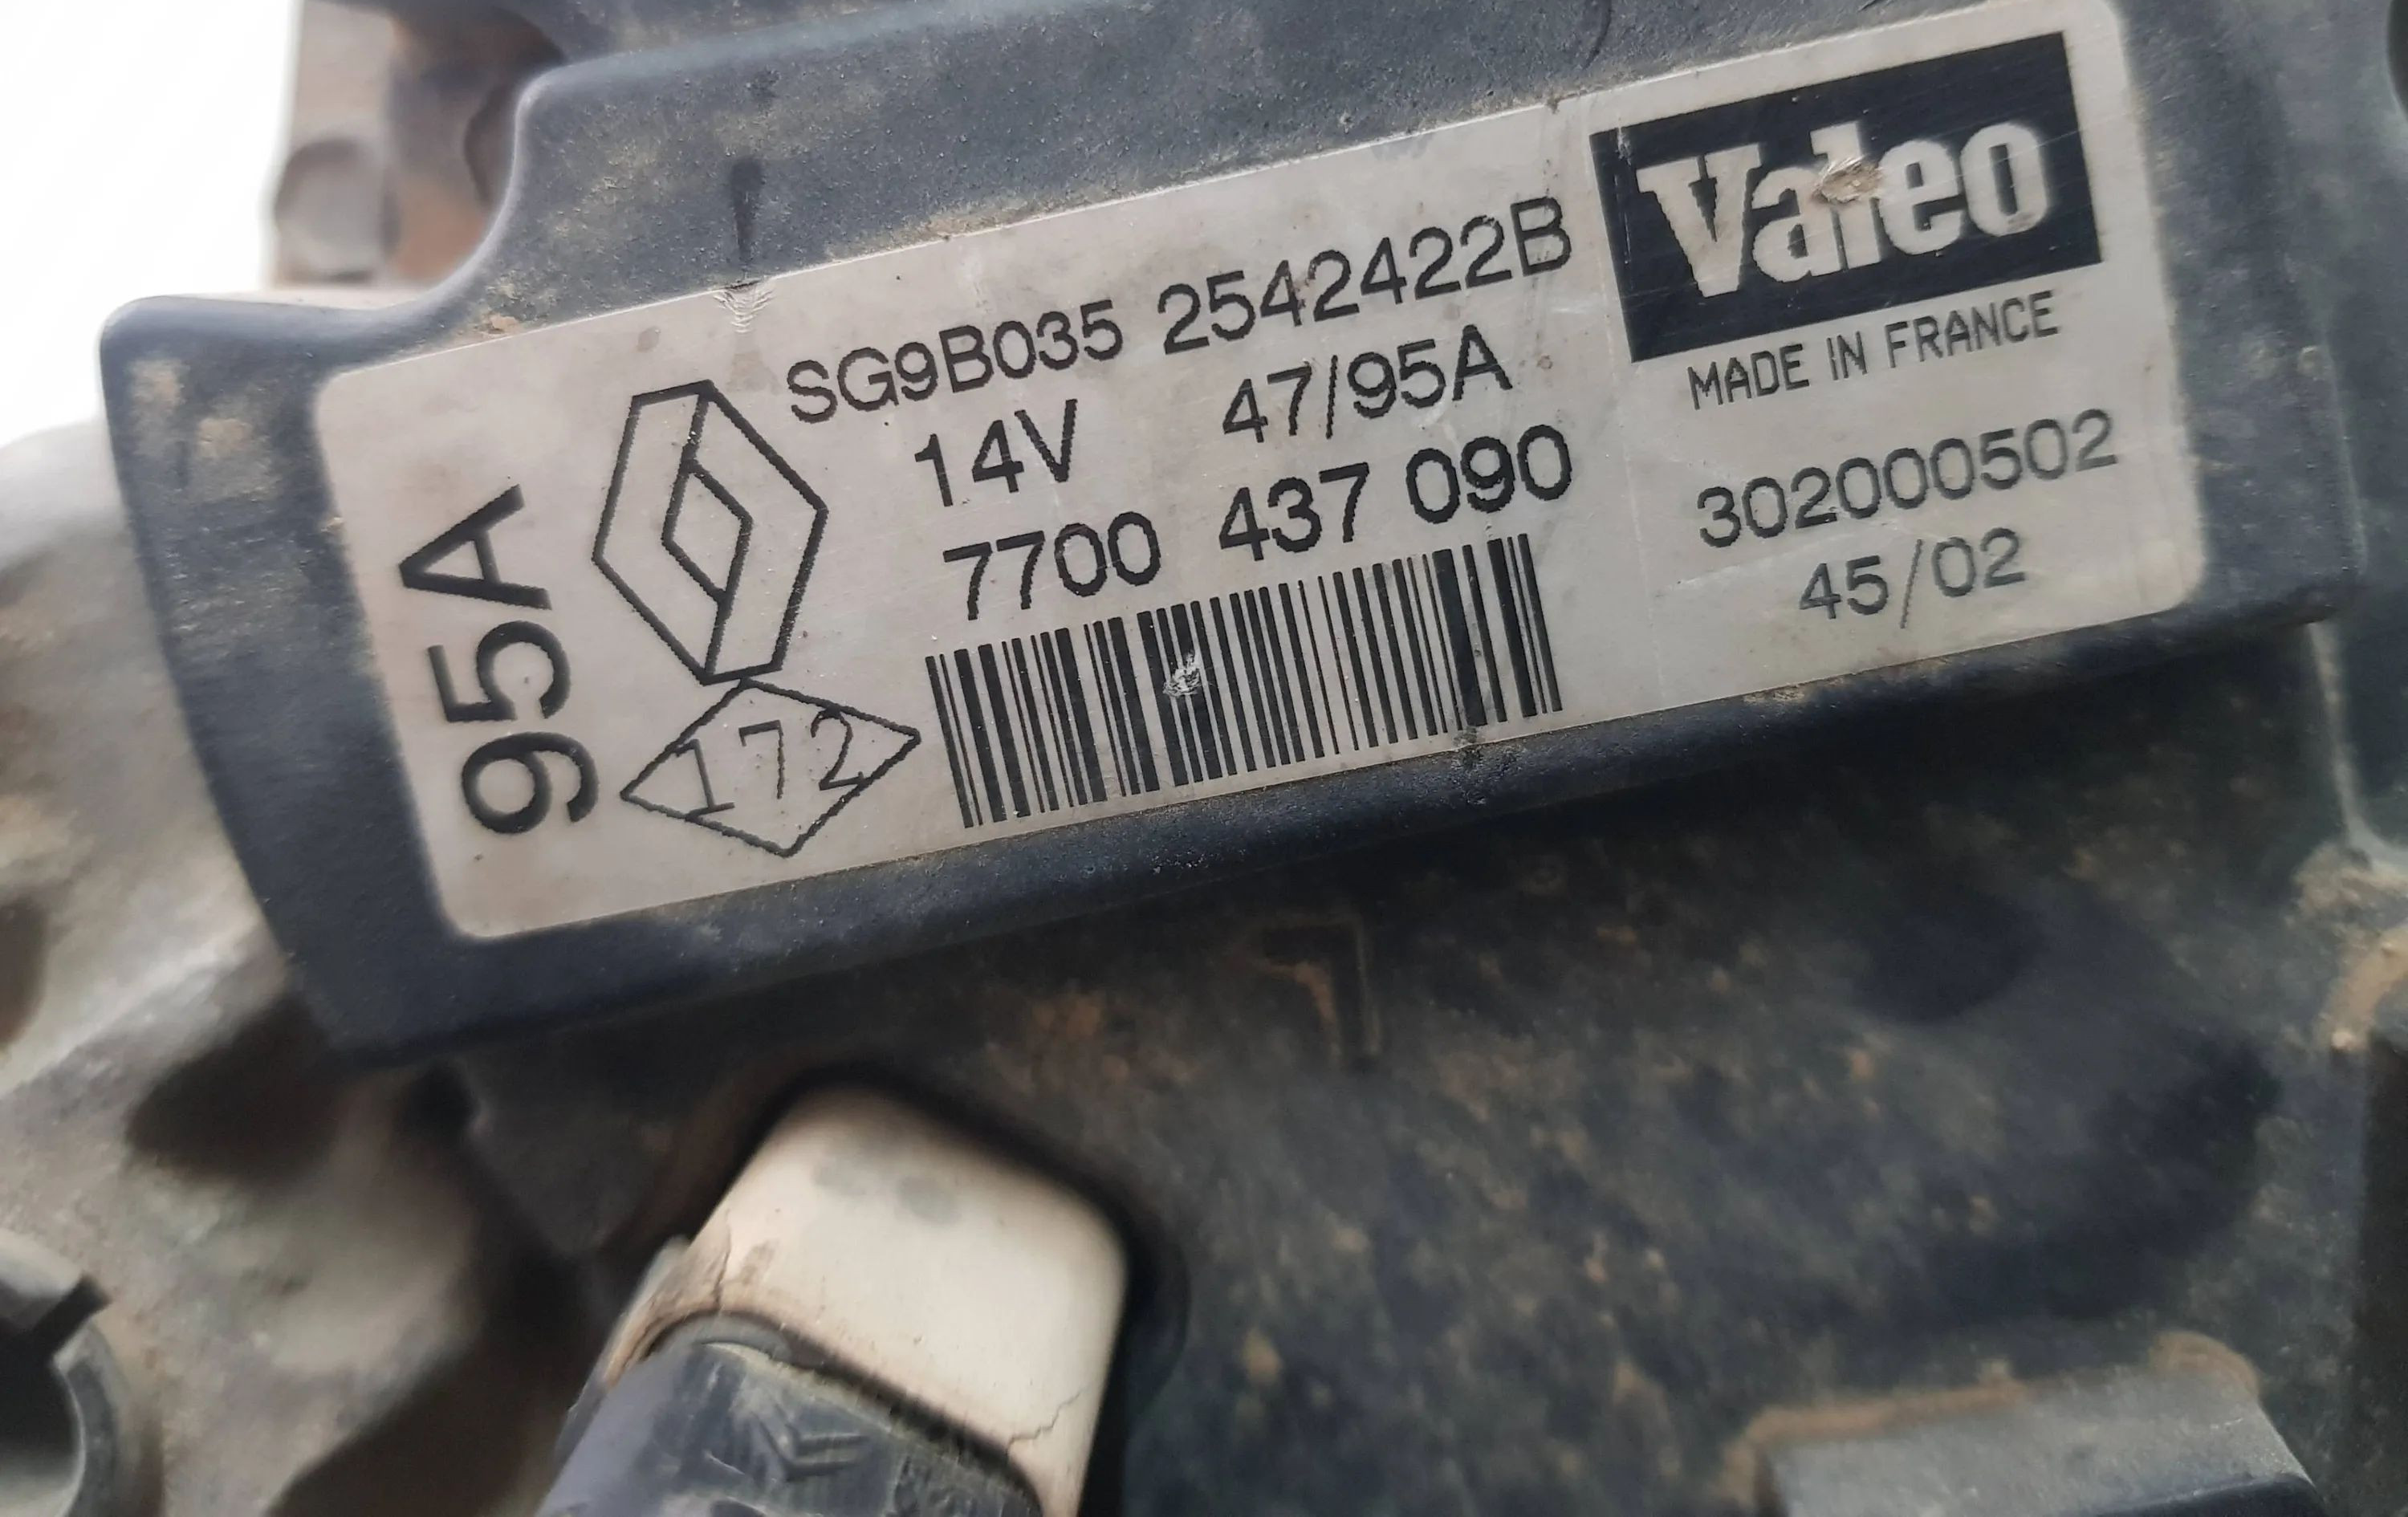 95A
SG9B035 2542422B
14V 47/95A
7700 437 090
172
Valeo
MADE IN FRANCE
302000502
45/02